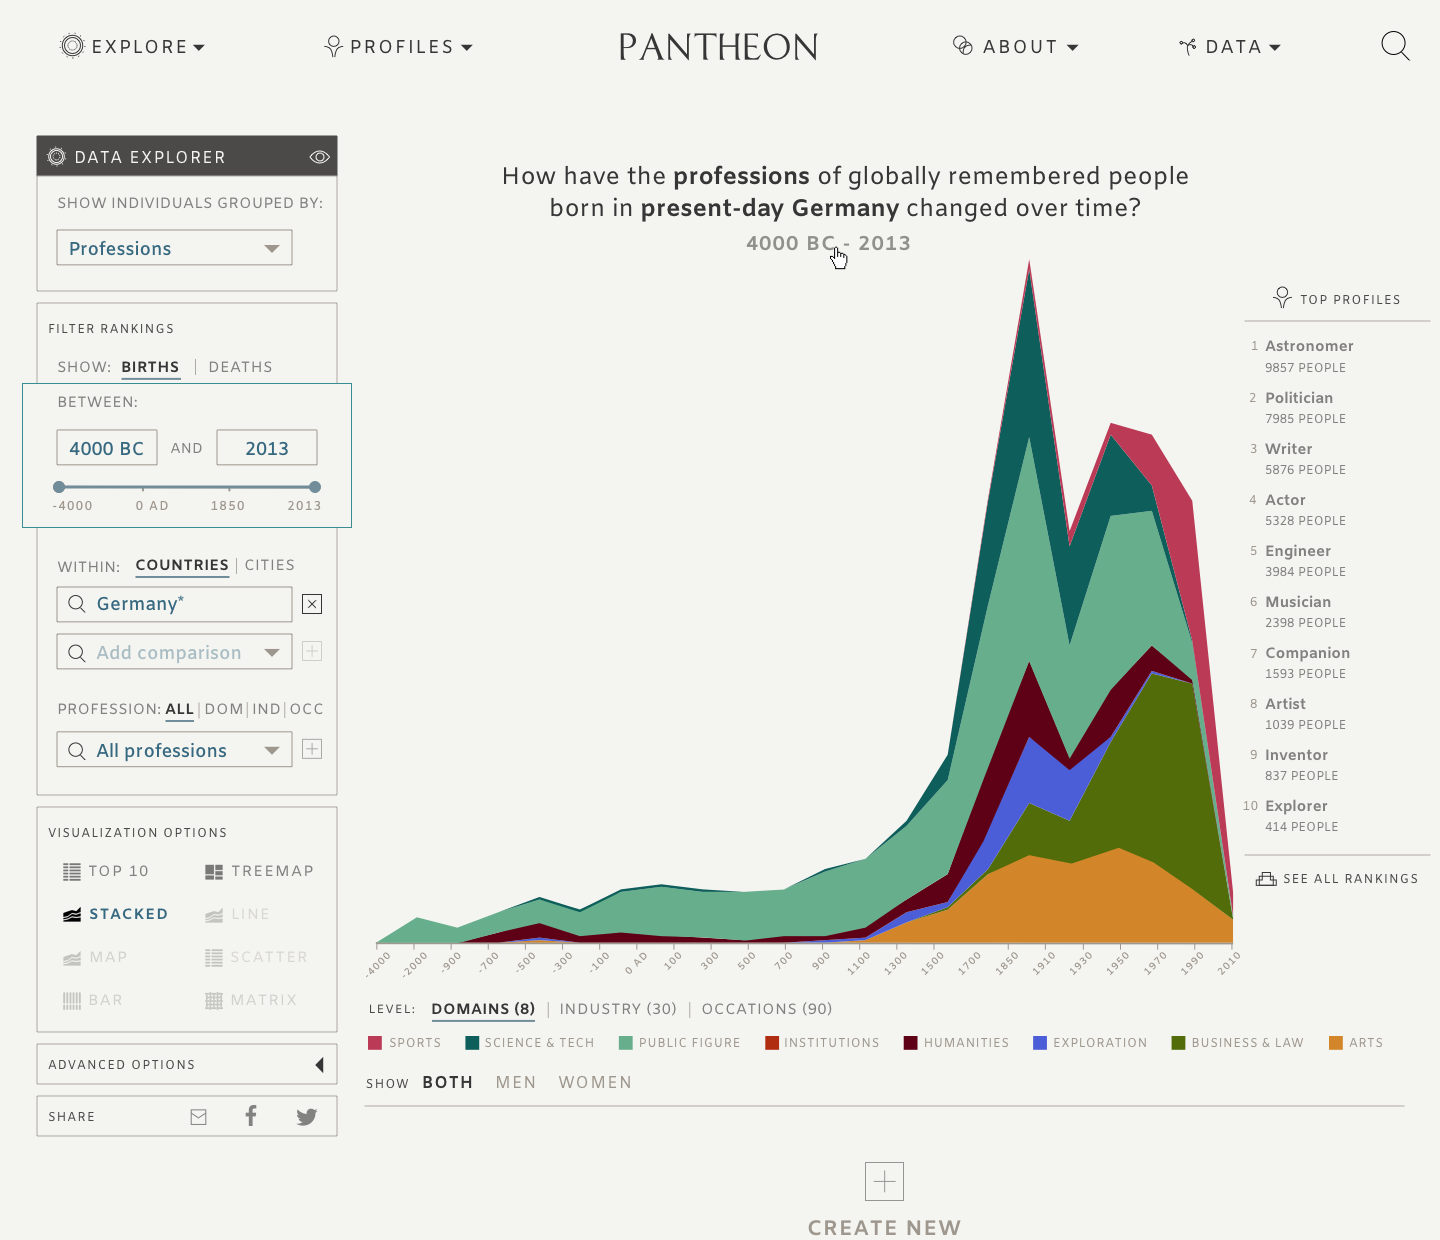 EXPLORE
PROFILES
PANTHEON
ABOUT
DATA
DATA EXPLORER
SHOW INDIVIDUALS GROUPED BY:
Professions
FILTER RANKINGS
SHOW: BIRTHS | DEATHS
BETWEEN:
4000 BC AND 2013
-4000 0 AD 1850 2013
WITHIN: COUNTRIES | CITIES
Germany*
Add comparison
PROFESSION: ALL | DOM | IND | OCC
All professions
VISUALIZATION OPTIONS
TOP 10 TREEMAP
STACKED LINE
MAP SCATTER
BAR MATRIX
ADVANCED OPTIONS
SHARE
How have the professions of globally remembered people
born in present-day Germany changed over time?
4000 BC - 2013
-4000 -2000 -900 -700 -500 -300 -100 0 AD 100 300 500 700 900 1100 1300 1500 1700 1850 1910 1930 1950 1970 1990 2010
LEVEL: DOMAINS (8) | INDUSTRY (30) | OCCATIONS (90)
SPORTS SCIENCE & TECH PUBLIC FIGURE INSTITUTIONS HUMANITIES EXPLORATION BUSINESS & LAW ARTS
SHOW BOTH MEN WOMEN
TOP PROFILES
1 Astronomer
9857 PEOPLE
2 Politician
7985 PEOPLE
3 Writer
5876 PEOPLE
4 Actor
5328 PEOPLE
5 Engineer
3984 PEOPLE
6 Musician
2398 PEOPLE
7 Companion
1593 PEOPLE
8 Artist
1039 PEOPLE
9 Inventor
837 PEOPLE
10 Explorer
414 PEOPLE
SEE ALL RANKINGS
CREATE NEW